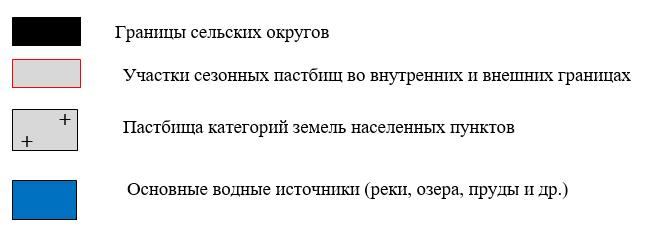 Границы сельских округов
Участки сезонных пастбищ во внутренних и внешних границах
Пастбища категорий земель населенных пунктов
Основные водные источники (реки, озера, пруды и др.)